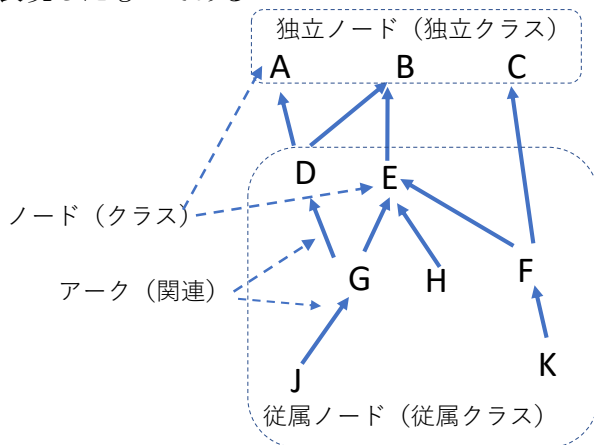 独立ノード（独立クラス）
A B C
D E
ノード（クラス）
アーク（関連）
G H F
J K
従属ノード（従属クラス）